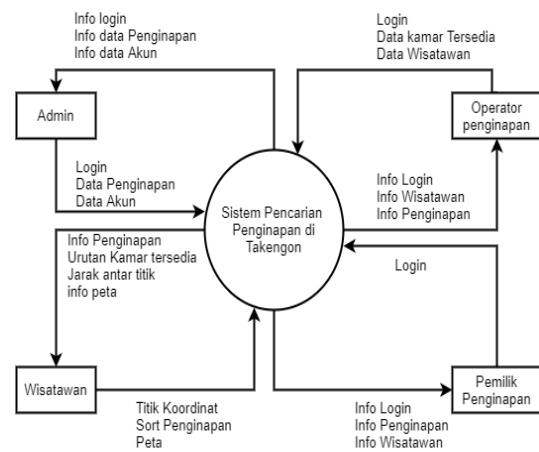 Info login
Info data Penginapan
Info data Akun
Login
Data kamar Tersedia
Data Wisatawan
Admin
Operator
penginapan
Login
Data Penginapan
Data Akun
Sistem Pencarian
Penginapan di
Takengon
Info Login
Info Wisatawan
Info Penginapan
Info Penginapan
Urutan Kamar tersedia
Jarak antar titik
info peta
Login
Wisatawan
Pemilik
Penginapan
Titik Koordinat
Sort Penginapan
Peta
Info Login
Info Penginapan
Info Wisatawan